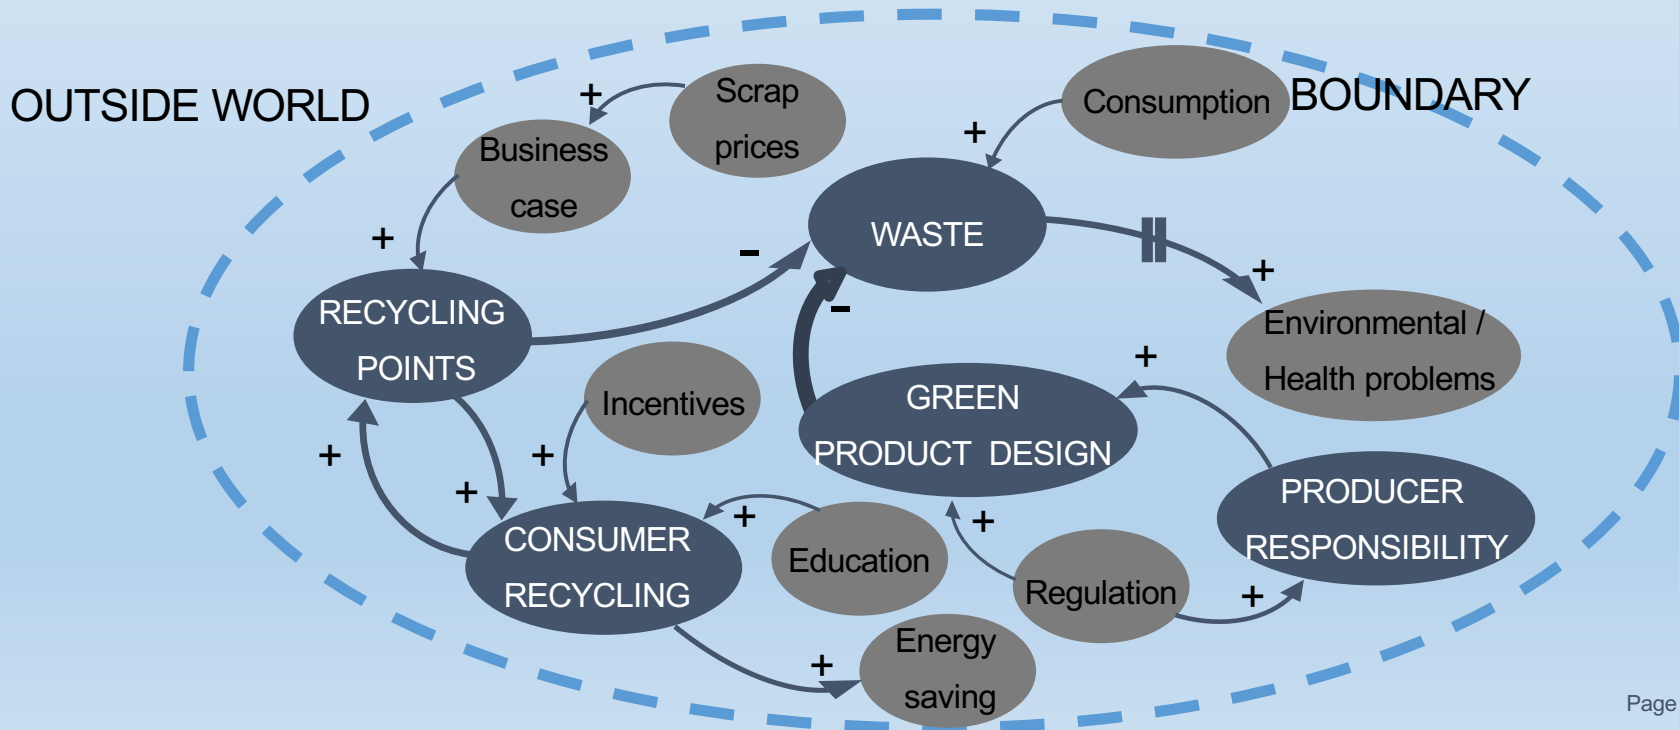 OUTSIDE WORLD
BOUNDARY
+
Scrap
prices
Business
case
+
Consumption
+
WASTE
-
+
-
RECYCLING
POINTS
Environmental /
Health problems
Incentives
+
GREEN
PRODUCT DESIGN
+
+
+
CONSUMER
RECYCLING
+
Education
+
Regulation
+
PRODUCER
RESPONSIBILITY
+
Energy
saving
Page